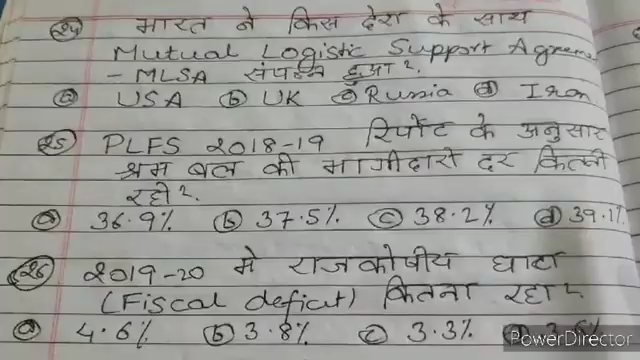 (24) भारत ने किस देश के साथ
Mutual Logistic Support Agreeme
- MLSA संपन्न हुआ?
(a) USA (b) UK (c) Russia (d) Iran
(25) PLFS 2018-19 रिपोर्ट के अनुसार
श्रम बल की भागीदारी दर कितनी
रही?
(a) 36.9% (b) 37.5% (c) 38.2% (d) 39.1%
(26) 2019-20 मे राजकोषीय घाटा
(Fiscal deficit) कितना रहा?
(a) 4.6% (b) 3.8% (c) 3.3%
PowerDirector